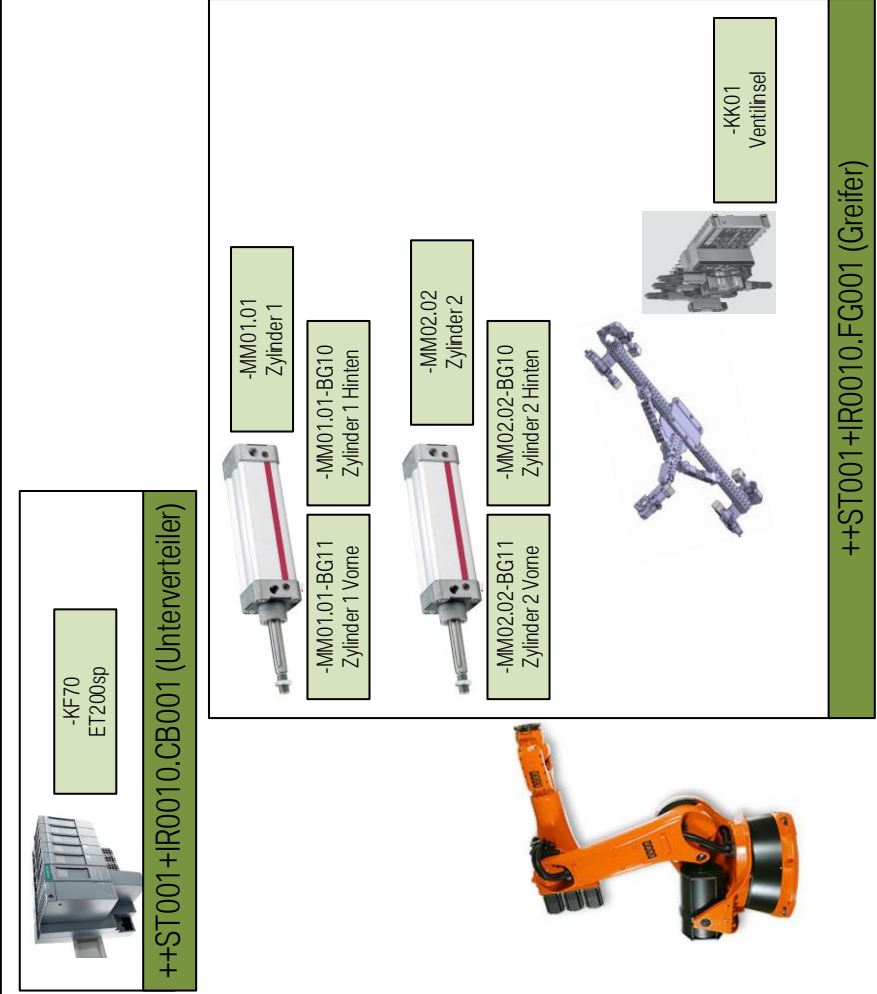 -KF70
ET200sp
++ST001+IR0010.CB001 (Unterverteiler)
-MM01.01
Zylinder 1
-MM01.01-BG11
Zylinder 1 Vorne
-MM01.01-BG10
Zylinder 1 Hinten
-MM02.02
Zylinder 2
-MM02.02-BG11
Zylinder 2 Vorne
-MM02.02-BG10
Zylinder 2 Hinten
-KK01
Ventilinsel
++ST001+IR0010.FG001 (Greifer)